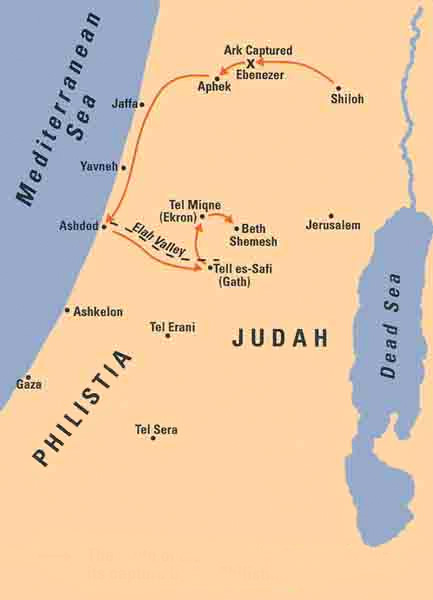 Mediterranean
Sea
Ark Captured
X
Ebenezer
Aphek
Shiloh
Jaffa
Yavneh
Tel Miqne
(Ekron)
Ashdod
Elah Valley
Beth
Shemesh
Jerusalem
Tell es-Safi
(Gath)
Ashkelon
Tel Erani
JUDAH
Dead Sea
Gaza
PHILISTIA
Tel Sera